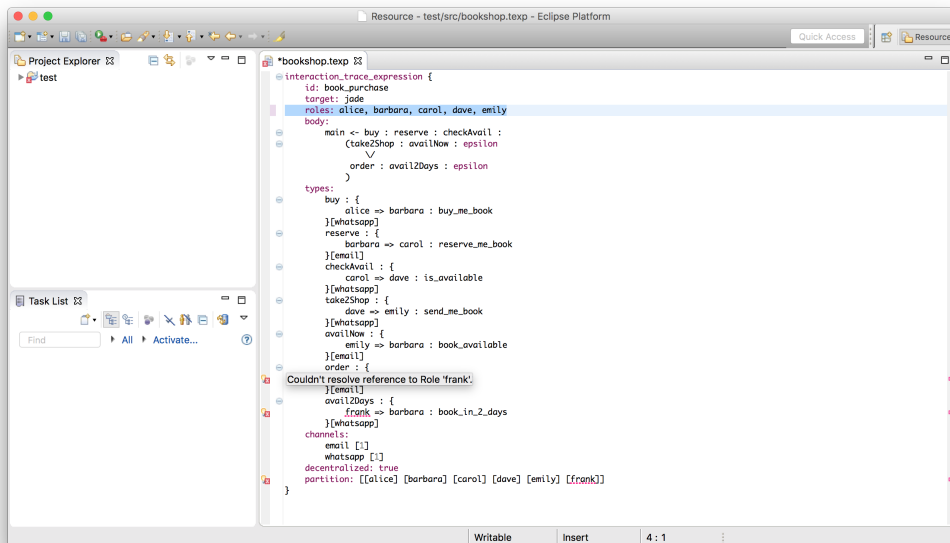 Resource - test/src/bookshop.texp - Eclipse Platform
Quick Access
Resource
Project Explorer
test
Task List
Find
All
Activate...
*bookshop.texp
interaction_trace_expression {
id: book_purchase
target: jade
roles: alice, barbara, carol, dave, emily
body:
main <- buy : reserve : checkAvail :
(take2Shop : availNow : epsilon
\/
order : avail2Days : epsilon
)
types:
buy : {
alice => barbara : buy_me_book
}[whatsapp]
reserve : {
barbara => carol : reserve_me_book
}[email]
checkAvail : {
carol => dave : is_available
}[whatsapp]
take2Shop : {
dave => emily : send_me_book
}[whatsapp]
availNow : {
emily => barbara : book_available
}[email]
order : {
Couldn't resolve reference to Role 'frank'.
}[email]
avail2Days : {
frank => barbara : book_in_2_days
}[whatsapp]
channels:
email [1]
whatsapp [1]
decentralized: true
partition: [[alice] [barbara] [carol] [dave] [emily] [frank]]
}
Writable
Insert
4 : 1